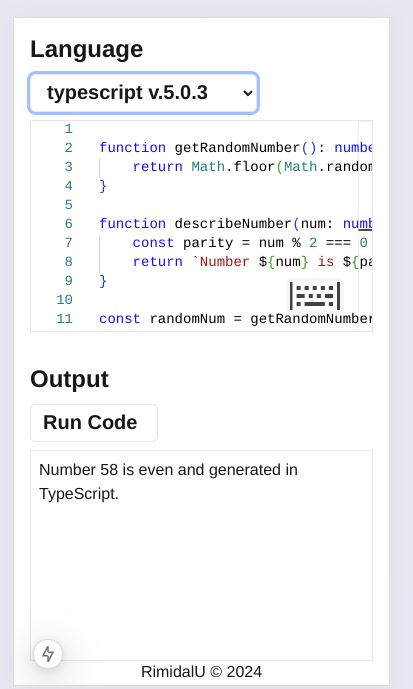 Language
typescript v.5.0.3
1
2 function getRandomNumber(): numbe
3 return Math.floor(Math.random
4 }
5
6 function describeNumber(num: numb
7 const parity = num % 2 === 0
8 return `Number ${num} is ${pa
9 }
10
11 const randomNum = getRandomNumber
Output
Run Code
Number 58 is even and generated in
TypeScript.
RimidalU © 2024